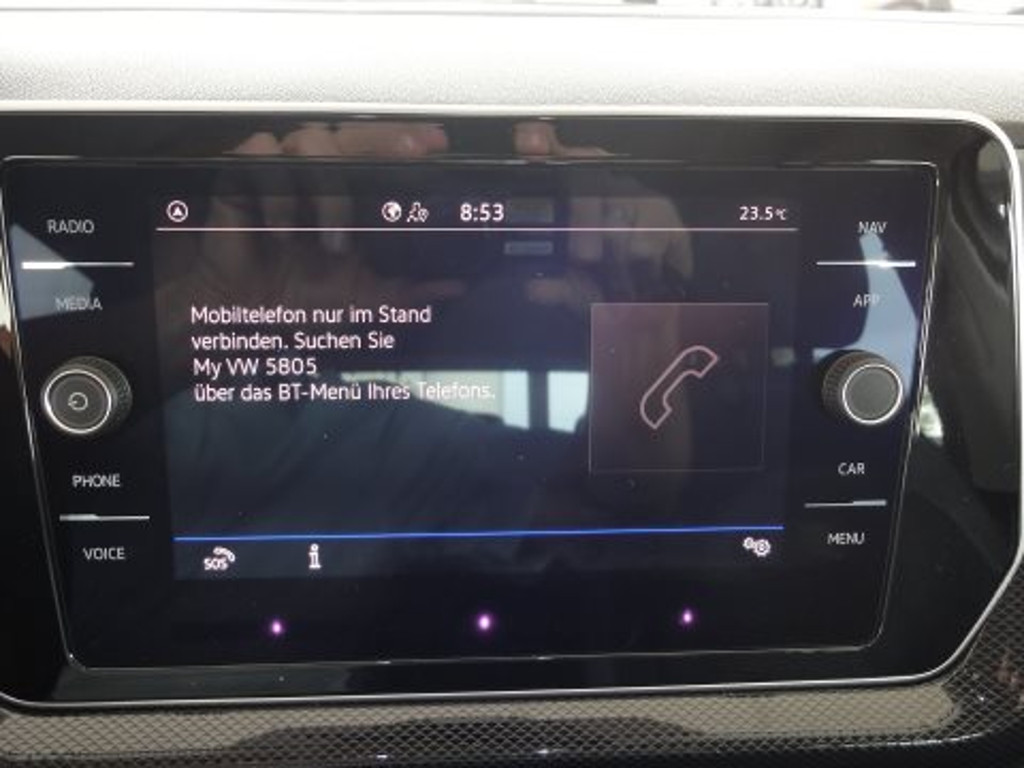 RADIO
MEDIA
PHONE
VOICE
8:53
23.5°C
Mobiltelefon nur im Stand
verbinden. Suchen Sie
My VW 5805
über das BT-Menü Ihres Telefons.
SOS
i
NAV
APP
CAR
MENU